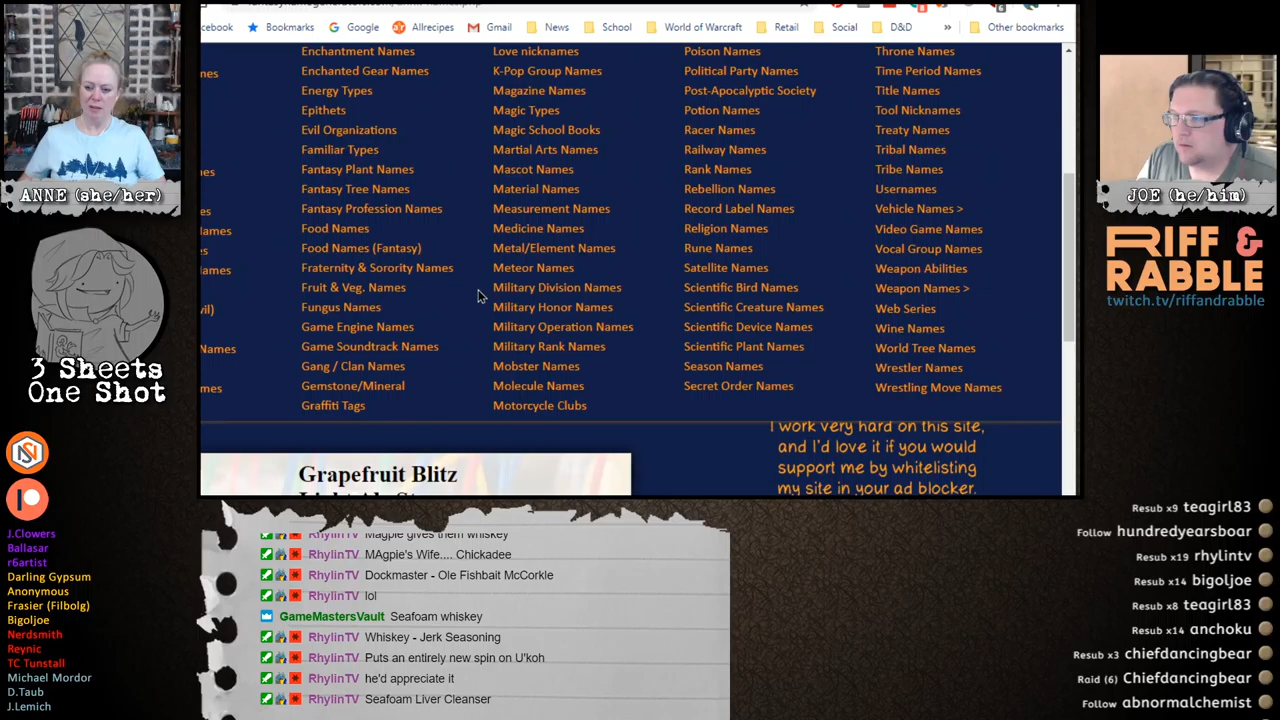 ookmarks
Bookmarks
Google
Allrecipes
Gmail
News
School
World of Warcraft
Retail
Social
D&D
»
Other bookmarks
Enchantment Names
Enchanted Gear Names
Energy Types
Epithets
Evil Organizations
Familiar Types
Fantasy Plant Names
Fantasy Tree Names
Fantasy Profession Names
Food Names
Food Names (Fantasy)
Fraternity & Sorority Names
Fruit & Veg. Names
Fungus Names
Game Engine Names
Game Soundtrack Names
Gang / Clan Names
Gemstone/Mineral
Graffiti Tags
Love nicknames
K-Pop Group Names
Magazine Names
Magic Types
Magic School Books
Martial Arts Names
Mascot Names
Material Names
Measurement Names
Medicine Names
Metal/Element Names
Meteor Names
Military Division Names
Military Honor Names
Military Operation Names
Military Rank Names
Mobster Names
Molecule Names
Motorcycle Clubs
Poison Names
Political Party Names
Post-Apocalyptic Society
Potion Names
Racer Names
Railway Names
Rank Names
Rebellion Names
Record Label Names
Religion Names
Rune Names
Satellite Names
Scientific Bird Names
Scientific Creature Names
Scientific Device Names
Scientific Plant Names
Season Names
Secret Order Names
Throne Names
Time Period Names
Title Names
Tool Nicknames
Treaty Names
Tribal Names
Tribe Names
Usernames
Vehicle Names >
Video Game Names
Vocal Group Names
Weapon Abilities
Weapon Names >
Web Series
Wine Names
World Tree Names
Wrestler Names
Wrestling Move Names
Grapefruit Blitz
I work very hard on this site,
and I'd love it if you would
support me by whitelisting
my site in your ad blocker.
ANNE (she/her)
JOE (he/him)
3 Sheets
One Shot
RIFF &
RABBLE
twitch.tv/riffandrabble
J.Clowers
Ballasar
r6artist
Darling Gypsum
Anonymous
Frasier (Filbolg)
Bigoljoe
Nerdsmith
Reynic
TC Tunstall
Michael Mordor
D.Taub
J.Lemich
RhylinTV Magpie gives them whiskey
RhylinTV MAgpie's Wife.... Chickadee
RhylinTV Dockmaster - Ole Fishbait McCorkle
RhylinTV lol
GameMastersVault Seafoam whiskey
RhylinTV Whiskey - Jerk Seasoning
RhylinTV Puts an entirely new spin on U'koh
RhylinTV he'd appreciate it
RhylinTV Seafoam Liver Cleanser
Resub x9 teagirl83
Follow hundredyearsboar
Resub x19 rhylintv
Resub x14 bigoljoe
Resub x8 teagirl83
Resub x14 anchoku
Resub x3 chiefdancingbear
Raid (6) Chiefdancingbear
Follow abnormalchemist